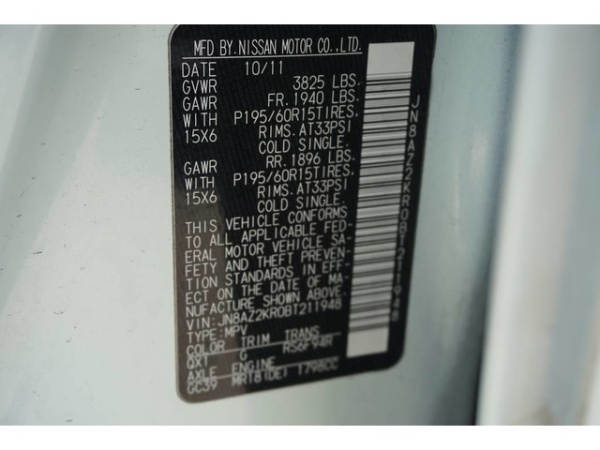 MFD BY.NISSAN MOTOR CO.,LTD.
DATE 10/11
GVWR 3825 LBS.
GAWR FR.1940 LBS.
WITH P195/60R15TIRES.
15X6 RIMS.AT33PSI
COLD SINGLE.
GAWR RR.1896 LBS.
WITH P195/60R15TIRES.
15X6 RIMS.AT33PSI
COLD SINGLE.
THIS VEHICLE CONFORMS
TO ALL APPLICABLE FED-
ERAL MOTOR VEHICLE SA-
FETY AND THEFT PREVEN-
TION STANDARDS IN EFF-
ECT ON THE DATE OF MA-
NUFACTURE SHOWN ABOVE.
VIN:JN8AZ2KR0BT211948
TYPE:MPV
COLOR TRIM TRANS
QX1 G RS6F94R
AXLE ENGINE
GC39 MR18(DE) 1798CC
JN8AZ2KR0BT211948